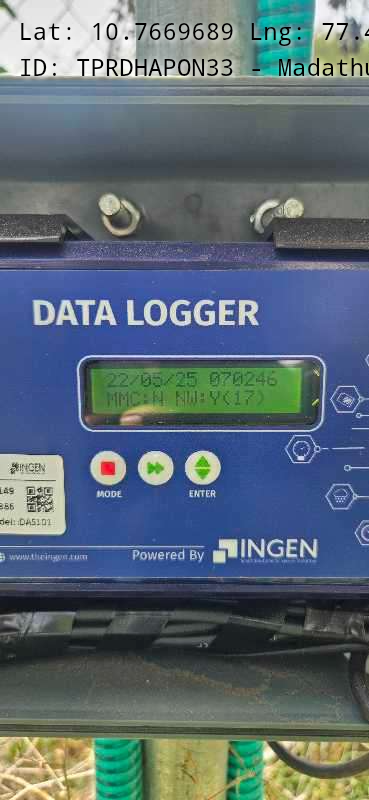 Lat: 10.7669689 Lng: 77.4
ID: TPRDHAPON33 - Madathu
DATA LOGGER
22/05/25 070246
MMC:N NW:Y(17)
INGEN
MODE
ENTER
www.theingen.com
Powered By INGEN